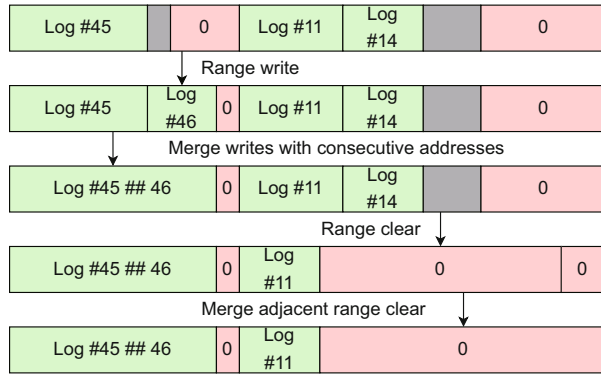 Log #45 0 Log #11 Log #14 0
Range write
Log #45 Log #46 0 Log #11 Log #14 0
Merge writes with consecutive addresses
Log #45 ## 46 0 Log #11 Log #14 0
Range clear
Log #45 ## 46 0 Log #11 0 0
Merge adjacent range clear
Log #45 ## 46 0 Log #11 0